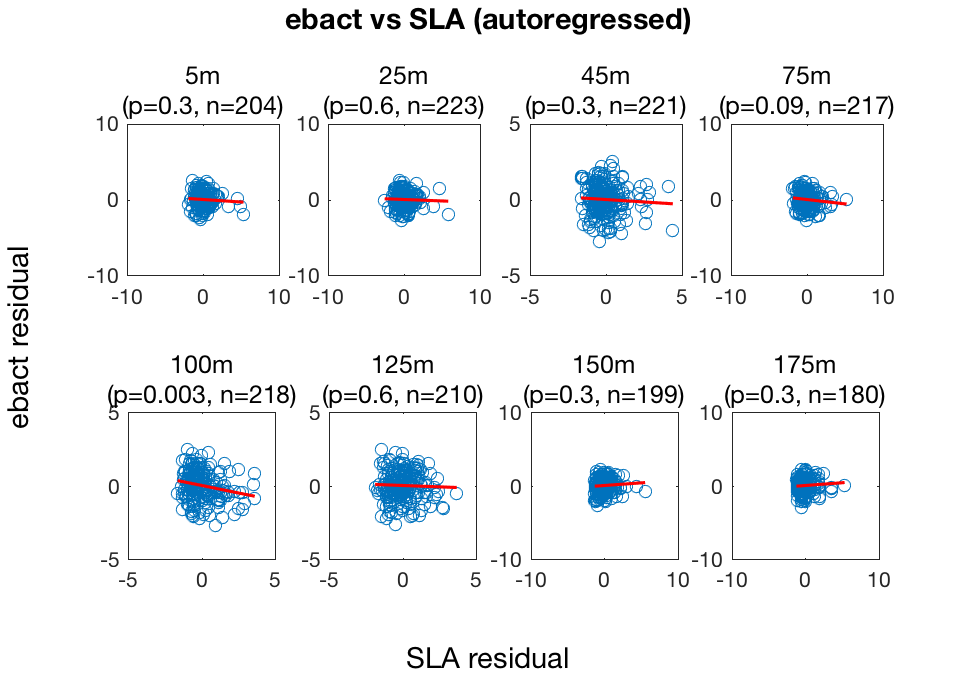 ebact vs SLA (autoregressed)
5m
(p=0.3, n=204)
25m
(p=0.6, n=223)
45m
(p=0.3, n=221)
75m
(p=0.09, n=217)
10
0
-10
-10 0 10
10
0
-10
-10 0 10
5
0
-5
-5 0 5
10
0
-10
-10 0 10
ebact residual
100m
(p=0.003, n=218)
125m
(p=0.6, n=210)
150m
(p=0.3, n=199)
175m
(p=0.3, n=180)
5
0
-5
-5 0 5
5
0
-5
-5 0 5
10
0
-10
-10 0 10
10
0
-10
-10 0 10
SLA residual